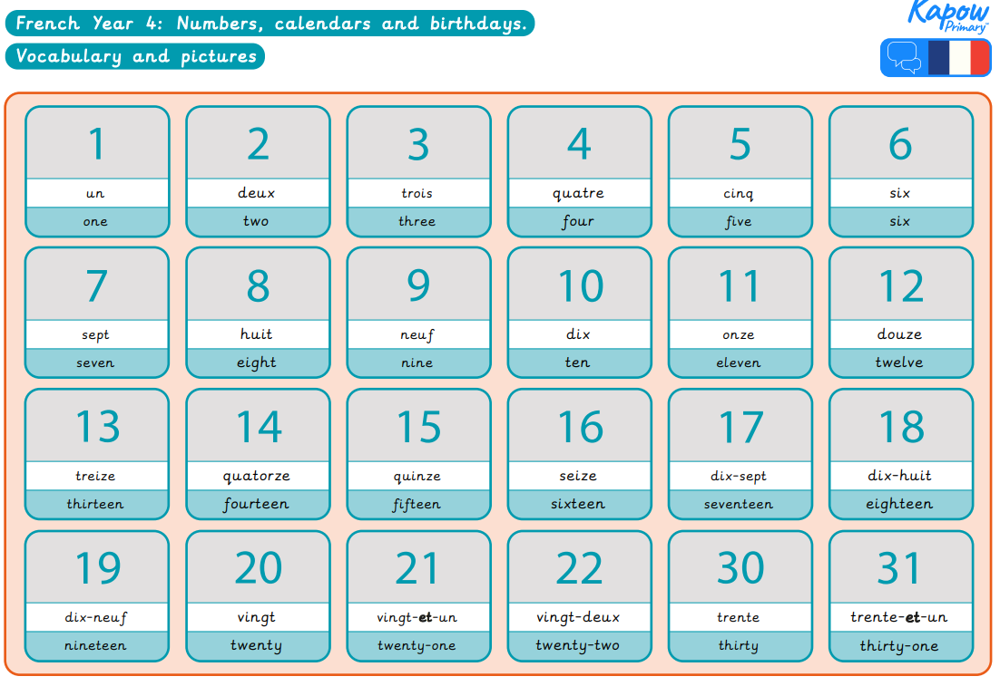 French Year 4: Numbers, calendars and birthdays.
Vocabulary and pictures
Kapow
Primary™
1 2 3 4 5 6
un deux trois quatre cinq six
one two three four five six
7 8 9 10 11 12
sept huit neuf dix onze douze
seven eight nine ten eleven twelve
13 14 15 16 17 18
treize quatorze quinze seize dix-sept dix-huit
thirteen fourteen fifteen sixteen seventeen eighteen
19 20 21 22 30 31
dix-neuf vingt vingt-et-un vingt-deux trente trente-et-un
nineteen twenty twenty-one twenty-two thirty thirty-one